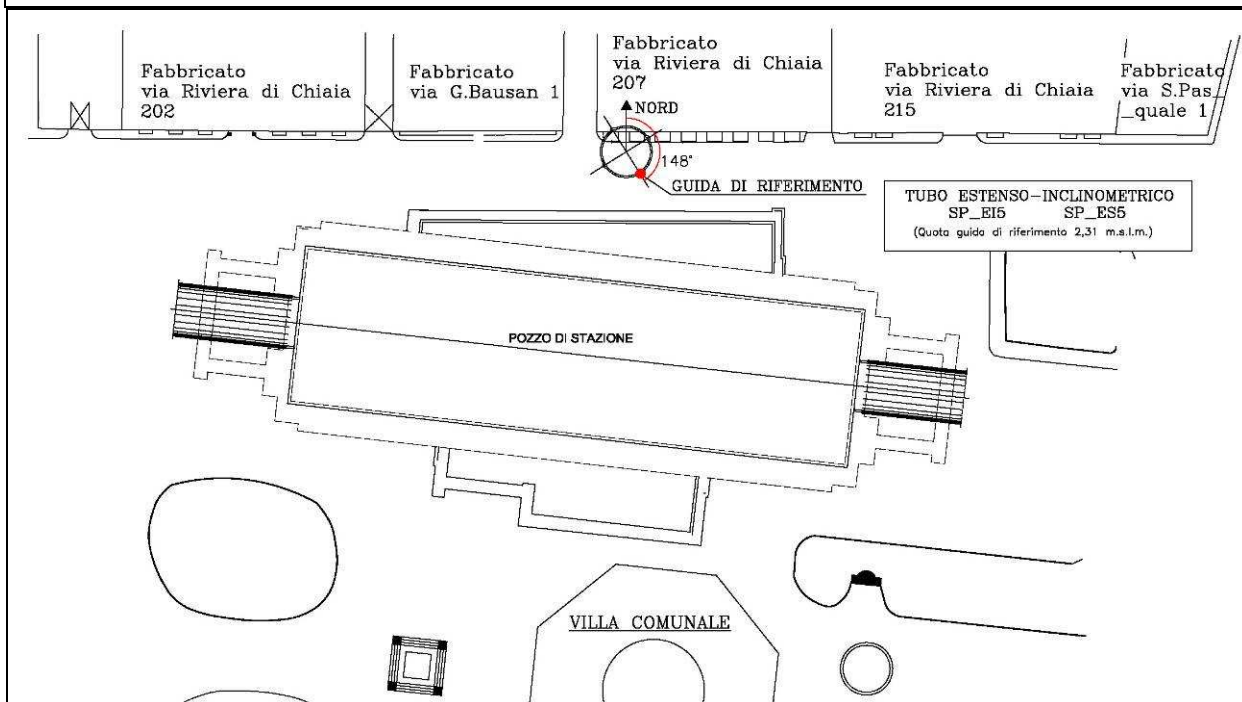 Fabbricato
via Riviera di Chiaia
202
Fabbricato
via G.Bausan 1
Fabbricato
via Riviera di Chiaia
207
Fabbricato
via Riviera di Chiaia
215
Fabbricato
via S.Pas_
_quale 1
NORD
148°
GUIDA DI RIFERIMENTO
TUBO ESTENSO-INCLINOMETRICO
SP_EI5 SP_ES5
(Quota guida di riferimento 2,31 m.s.l.m.)
POZZO DI STAZIONE
VILLA COMUNALE